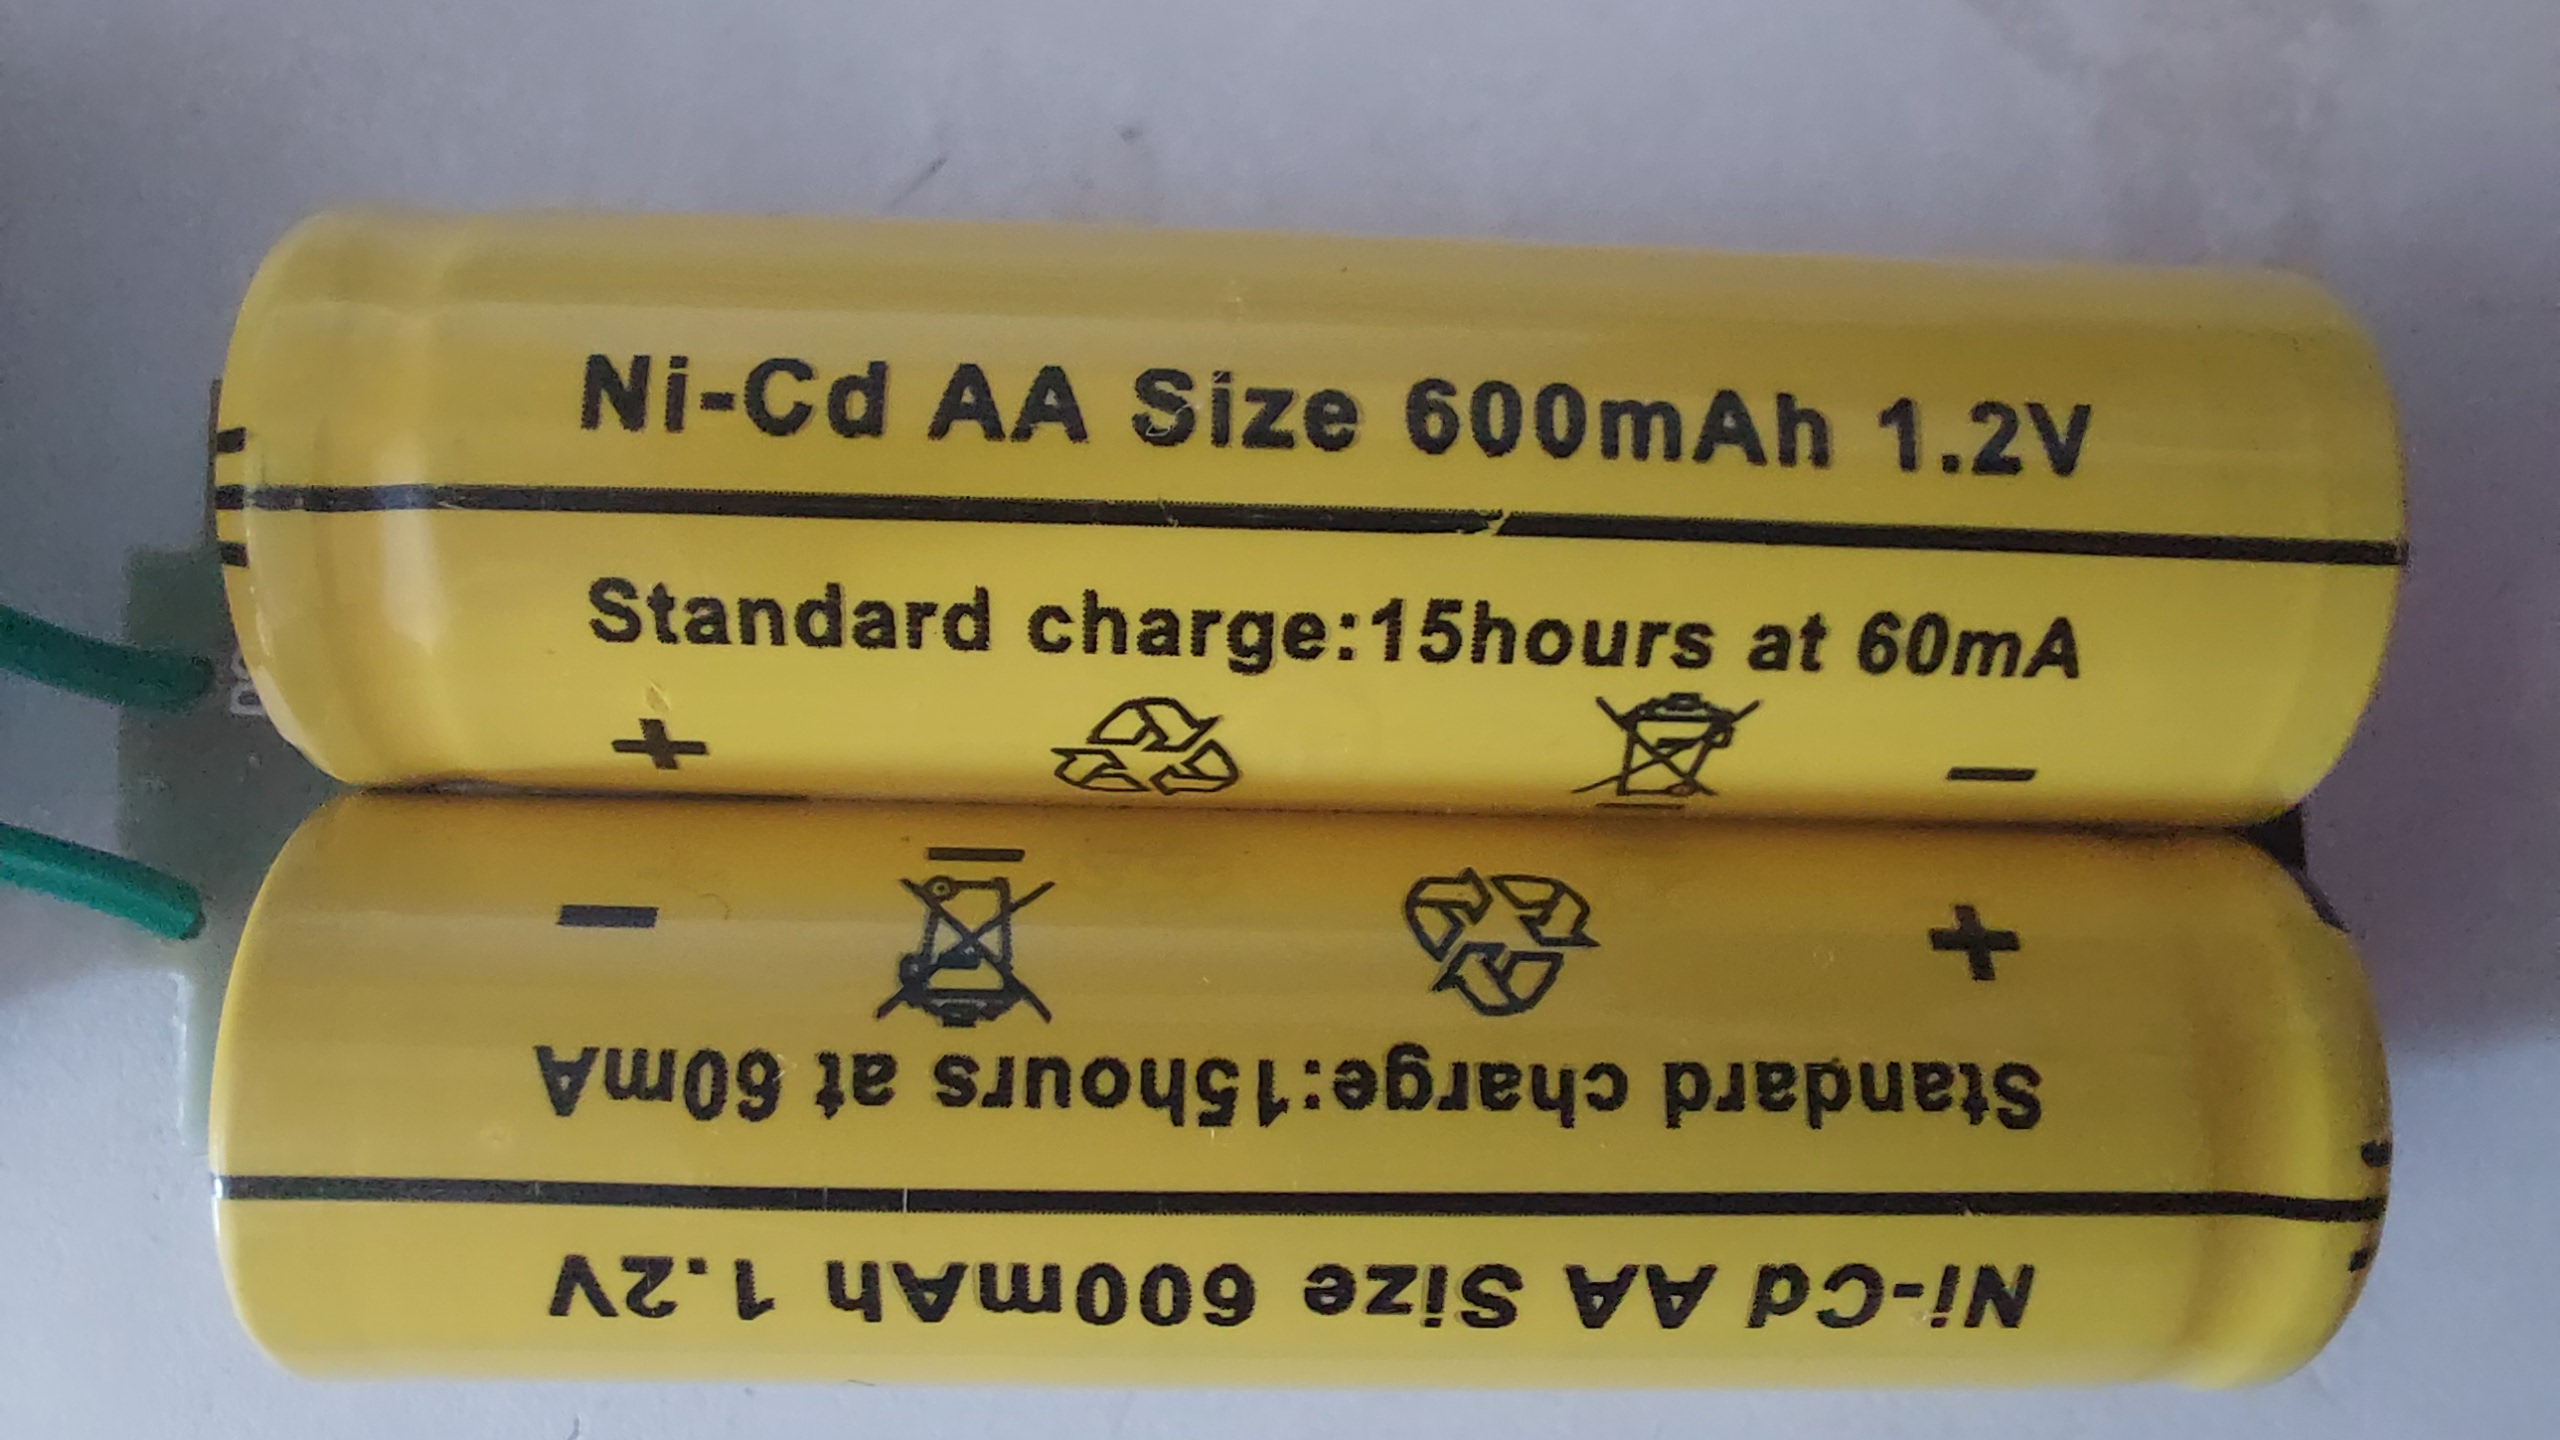 Ni-Cd AA Size 600mAh 1.2V
Standard charge:15hours at 60mA
+ −
− +
Standard charge:15hours at 60mA
Ni-Cd AA Size 600mAh 1.2V